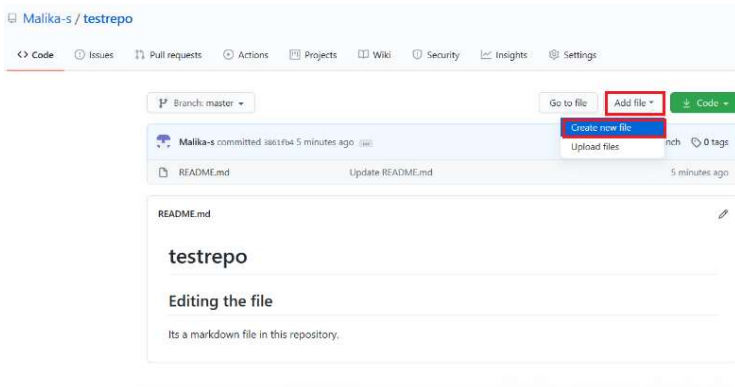 Malika-s / testrepo
Code Issues Pull requests Actions Projects Wiki Security Insights Settings
Branch: master Go to file Add file Code
Create new file
Malika-s committed 3861fb4 5 minutes ago ... nch 0 tags
Upload files
README.md Update README.md 5 minutes ago
README.md
testrepo
Editing the file
Its a markdown file in this repository.